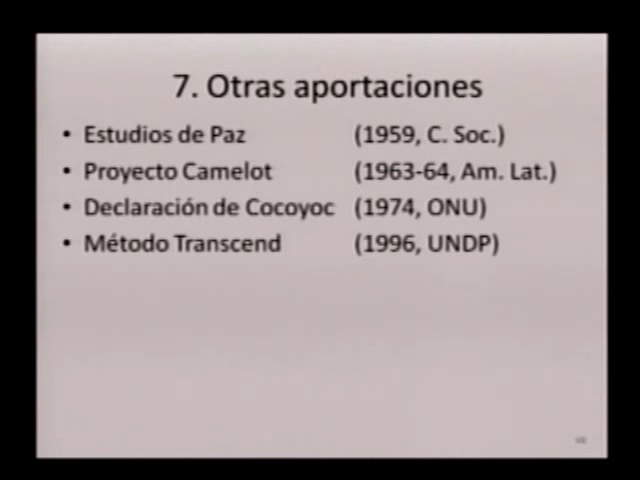 7. Otras aportaciones
• Estudios de Paz (1959, C. Soc.)
• Proyecto Camelot (1963-64, Am. Lat.)
• Declaración de Cocoyoc (1974, ONU)
• Método Transcend (1996, UNDP)